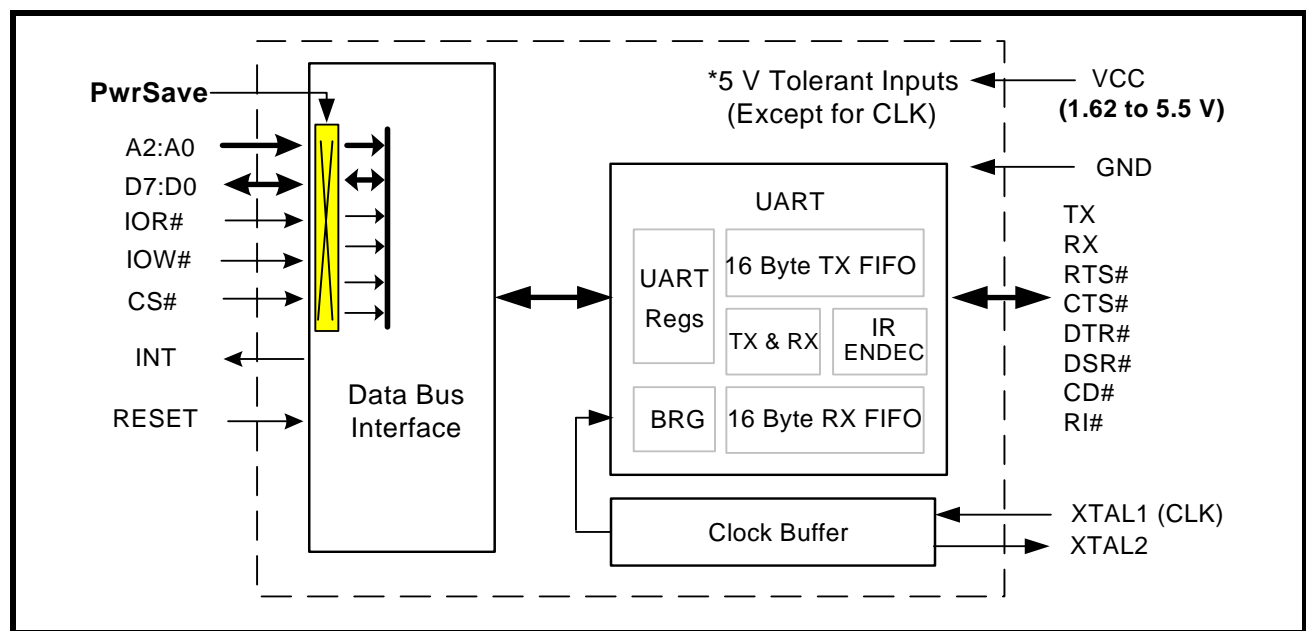 PwrSave
A2:A0
D7:D0
IOR#
IOW#
CS#
INT
RESET
Data Bus
Interface
*5 V Tolerant Inputs
(Except for CLK)
UART
UART
Regs
16 Byte TX FIFO
TX & RX
IR
ENDEC
BRG
16 Byte RX FIFO
Clock Buffer
VCC
(1.62 to 5.5 V)
GND
TX
RX
RTS#
CTS#
DTR#
DSR#
CD#
RI#
XTAL1 (CLK)
XTAL2